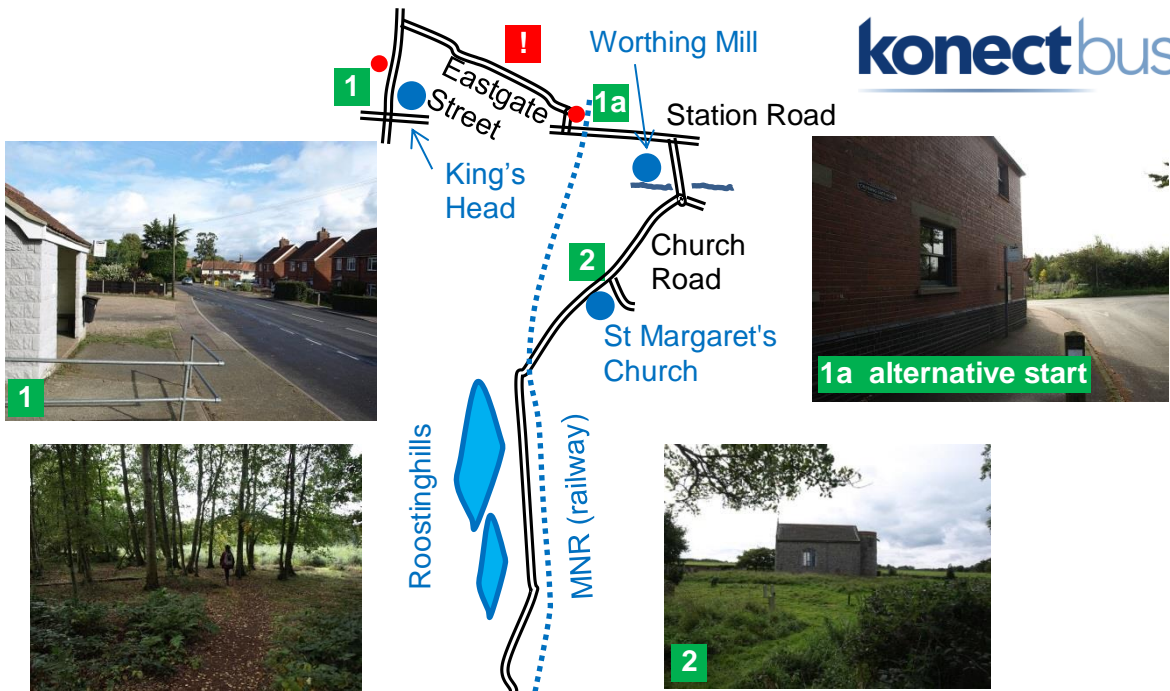 konectbus
!
Worthing Mill
1
Eastgate
Street
1a
Station Road
King's
Head
Church
Road
2
St Margaret's
Church
1
1a alternative start
Roostinghills
MNR (railway)
2